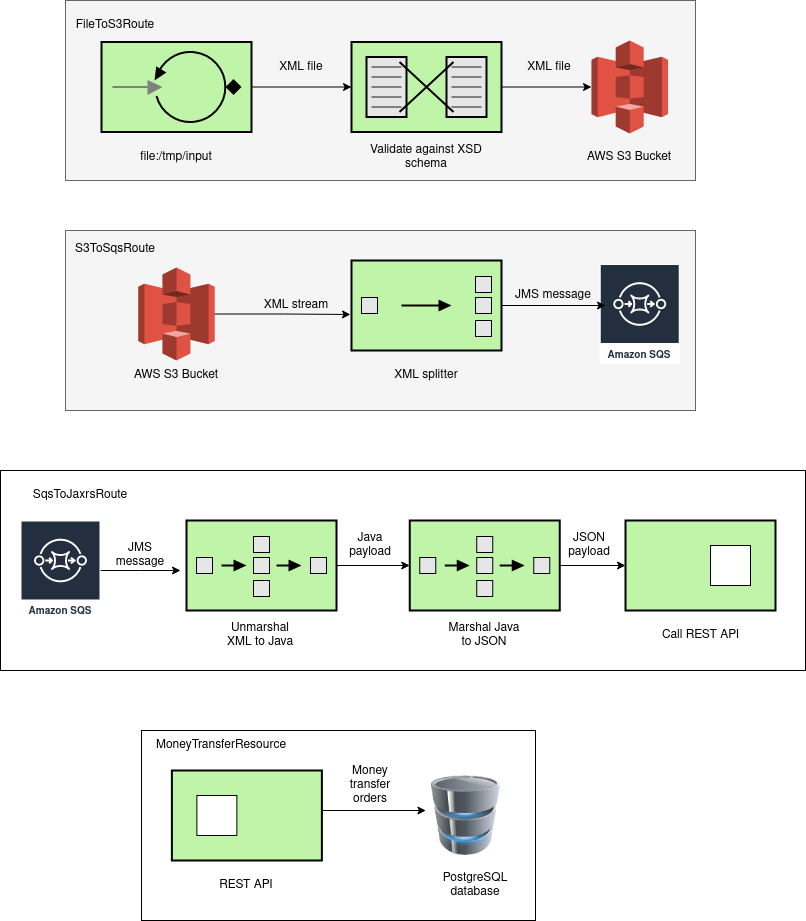 FileToS3Route
XML file
XML file
file:/tmp/input
Validate against XSD
schema
AWS S3 Bucket
S3ToSqsRoute
XML stream
JMS message
AWS S3 Bucket
XML splitter
Amazon SQS
SqsToJaxrsRoute
JMS
message
Java
payload
JSON
payload
Amazon SQS
Unmarshal
XML to Java
Marshal Java
to JSON
Call REST API
MoneyTransferResource
Money
transfer
orders
REST API
PostgreSQL
database